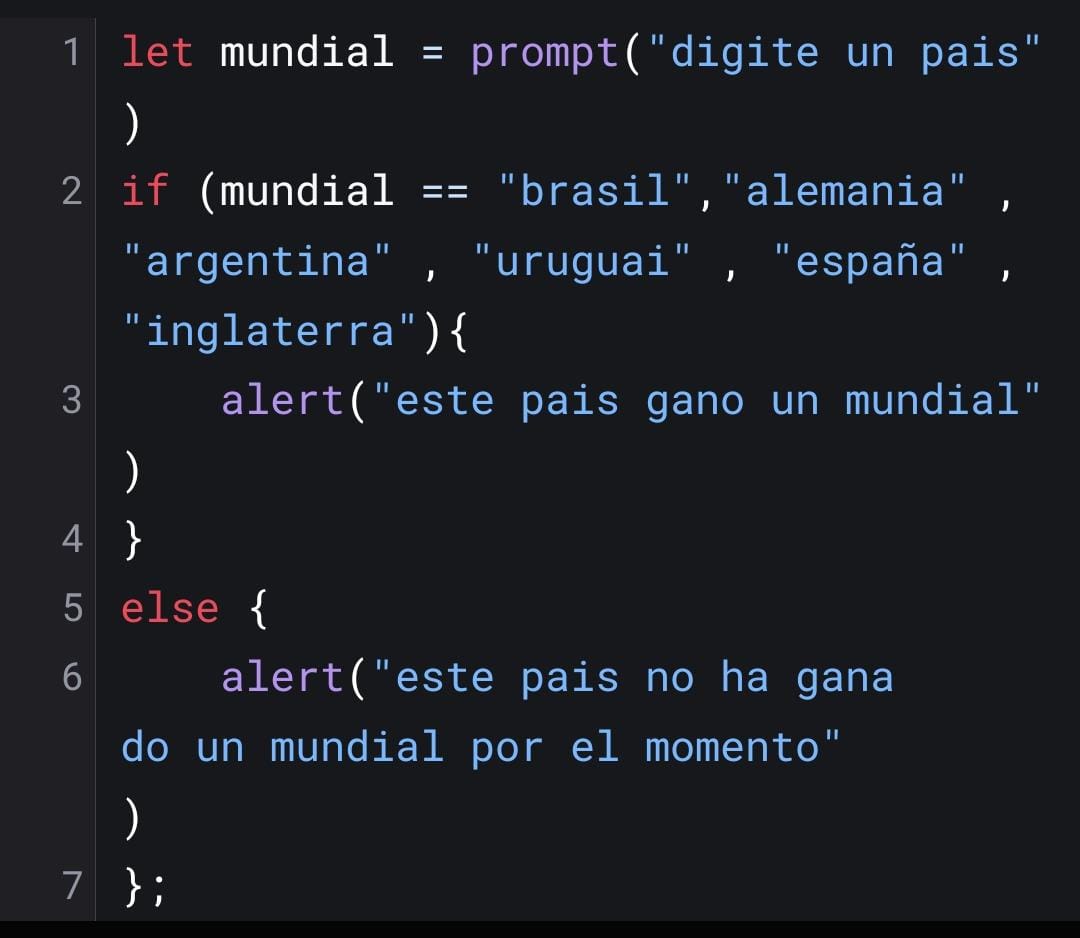 1 let mundial = prompt("digite un pais"
)
2 if (mundial == "brasil","alemania" ,
"argentina" , "uruguai" , "españa" ,
"inglaterra"){
3     alert("este pais gano un mundial"
)
4 }
5 else {
6     alert("este pais no ha gana
do un mundial por el momento"
)
7 };